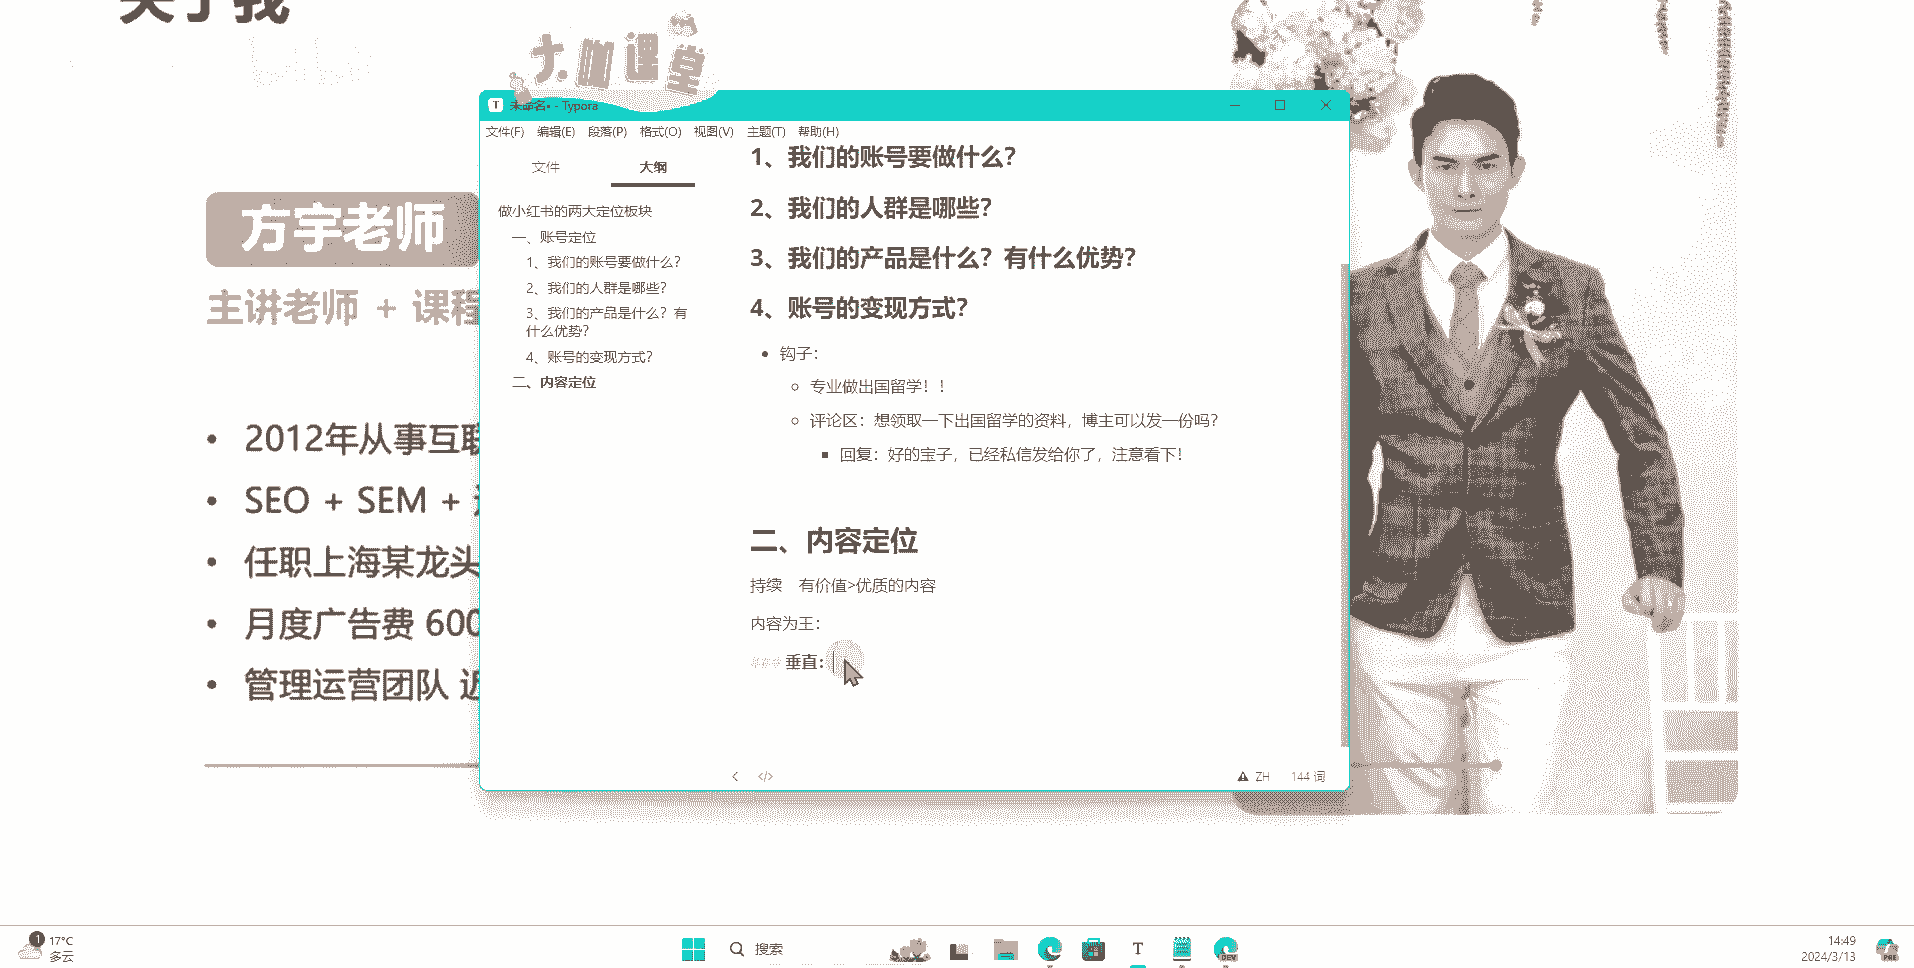 关于我
大咖课堂
方宇老师
主讲老师 + 课程
• 2012年从事互联
• SEO + SEM +
• 任职上海某龙头
• 月度广告费 600
• 管理运营团队 近
未命名• - Typora
文件(F) 编辑(E) 段落(P) 格式(O) 视图(V) 主题(T) 帮助(H)
文件 大纲
做小红书的两大定位板块
一、账号定位
1、我们的账号要做什么？
2、我们的人群是哪些？
3、我们的产品是什么？有
什么优势？
4、账号的变现方式？
二、内容定位
1、我们的账号要做什么？
2、我们的人群是哪些？
3、我们的产品是什么？有什么优势？
4、账号的变现方式？
• 钩子：
○ 专业做出国留学！！
○ 评论区：想领取一下出国留学的资料，博主可以发一份吗？
▪ 回复：好的宝子，已经私信发给你了，注意看下！
二、内容定位
持续 有价值>优质的内容
内容为王：
### 垂直：
</> ZH 144 词
1 17°C
多云
搜索
T
DEV
14:49
2024/3/13
PRE